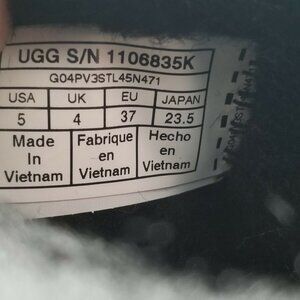 UGG S/N 1106835K
G04PV3STL45N471
USA UK EU JAPAN
5 4 37 23.5
Made Fabrique Hecho
In en en
Vietnam Vietnam Vietnam